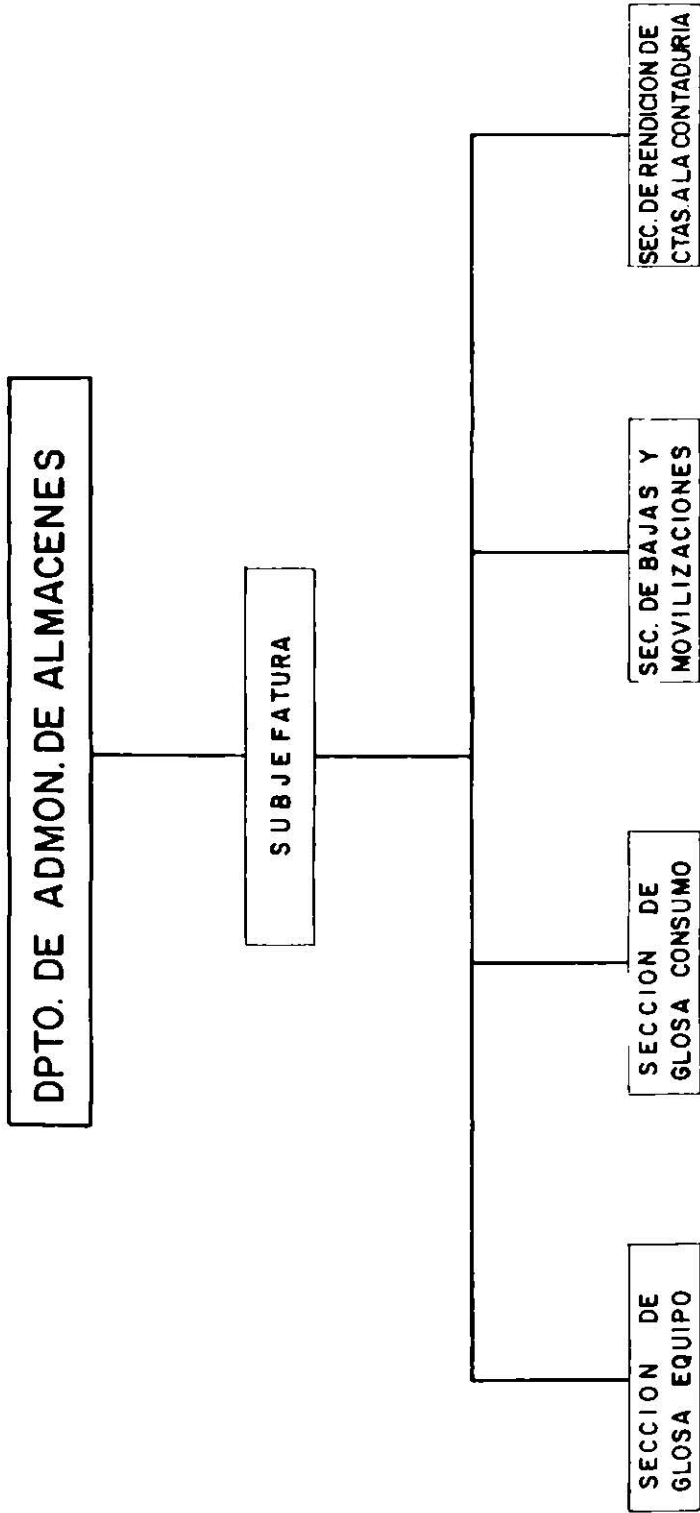 DPTO. DE ADMON. DE ALMACENES
SUBJEFATURA
SECCION DE
GLOSA EQUIPO
SECCION DE
GLOSA CONSUMO
SEC. DE BAJAS Y
MOVILIZACIONES
SEC. DE RENDICION DE
CTAS. A LA CONTADURIA